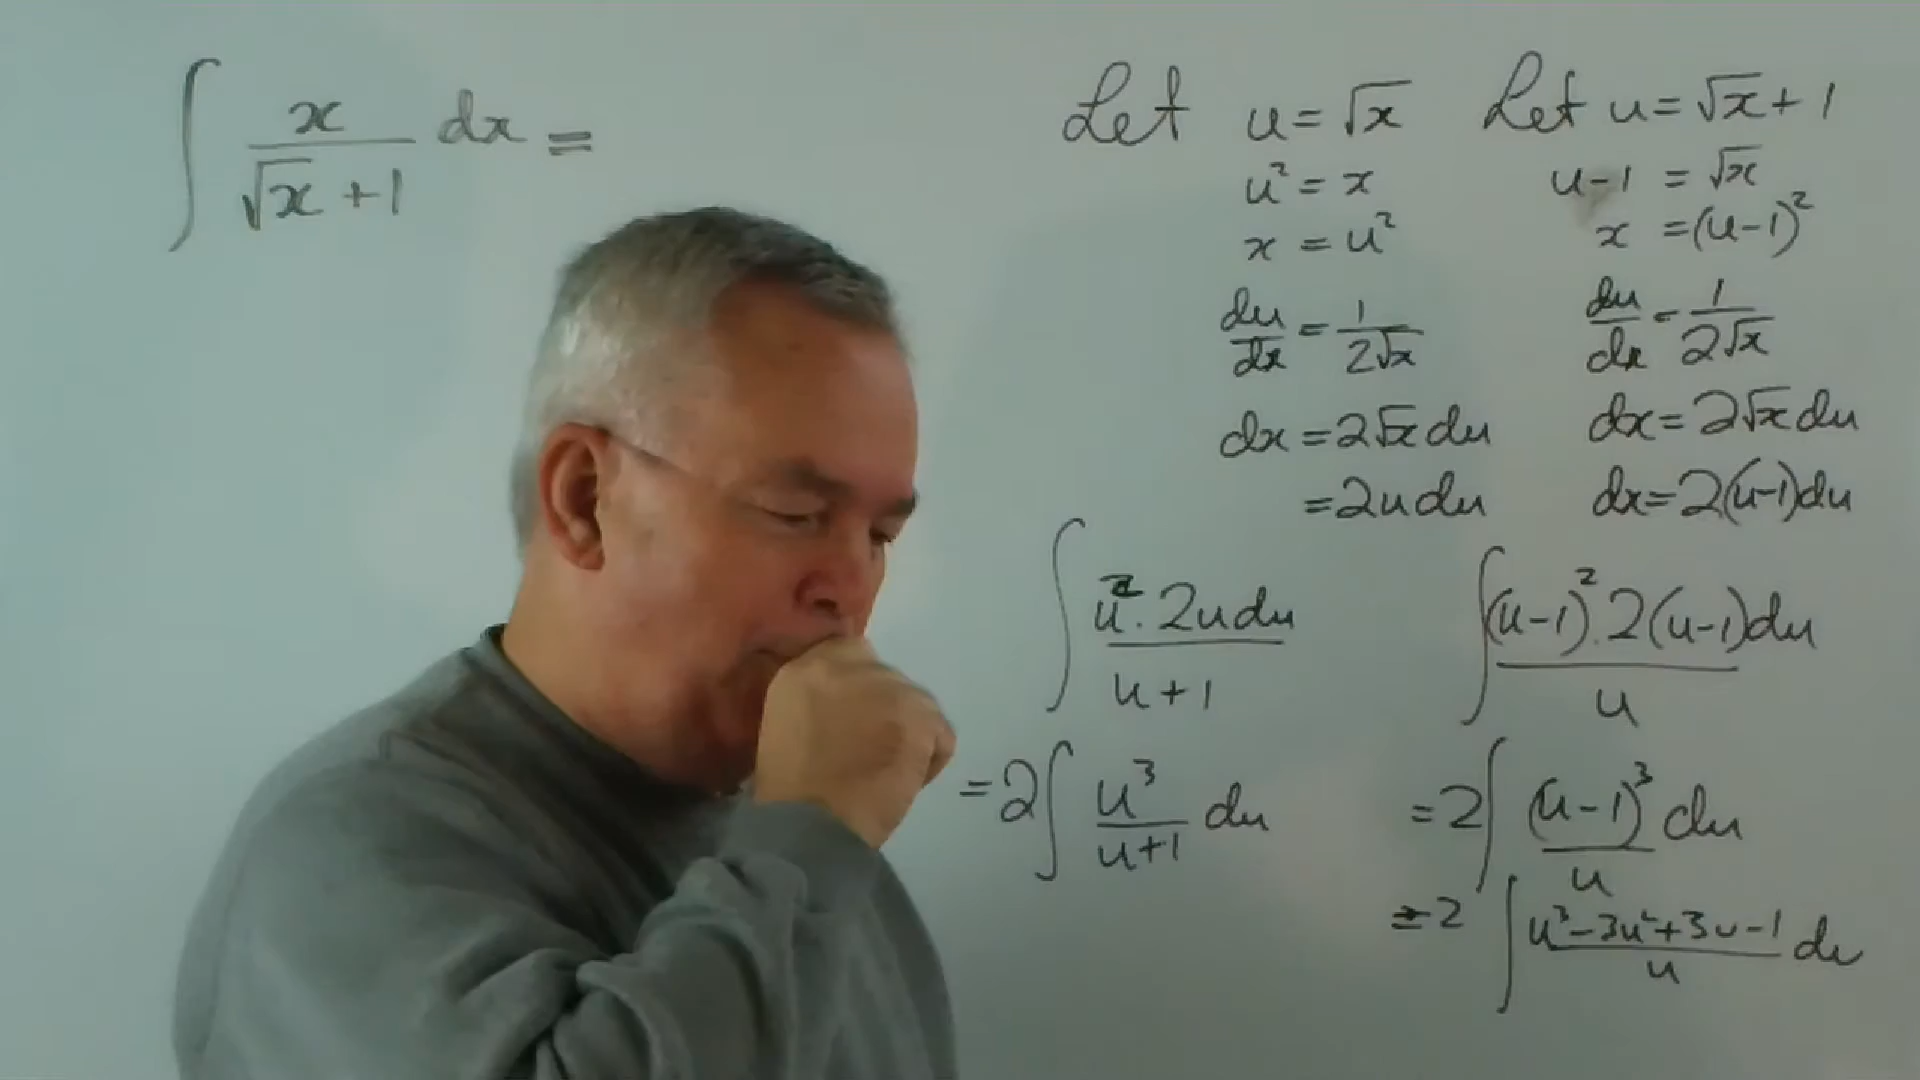 ∫ x/(√x + 1) dx =
Let u = √x
u² = x
x = u²
du/dx = 1/(2√x)
dx = 2√x du
= 2u du
∫ (u² · 2u du)/(u + 1)
= 2 ∫ u³/(u+1) du
Let u = √x + 1
u - 1 = √x
x = (u-1)²
du/dx = 1/(2√x)
dx = 2√x du
dx = 2(u-1)du
∫ ((u-1)² · 2(u-1)du)/u
= 2 ∫ (u-1)³/u du
= 2 ∫ (u³ - 3u² + 3u - 1)/u du